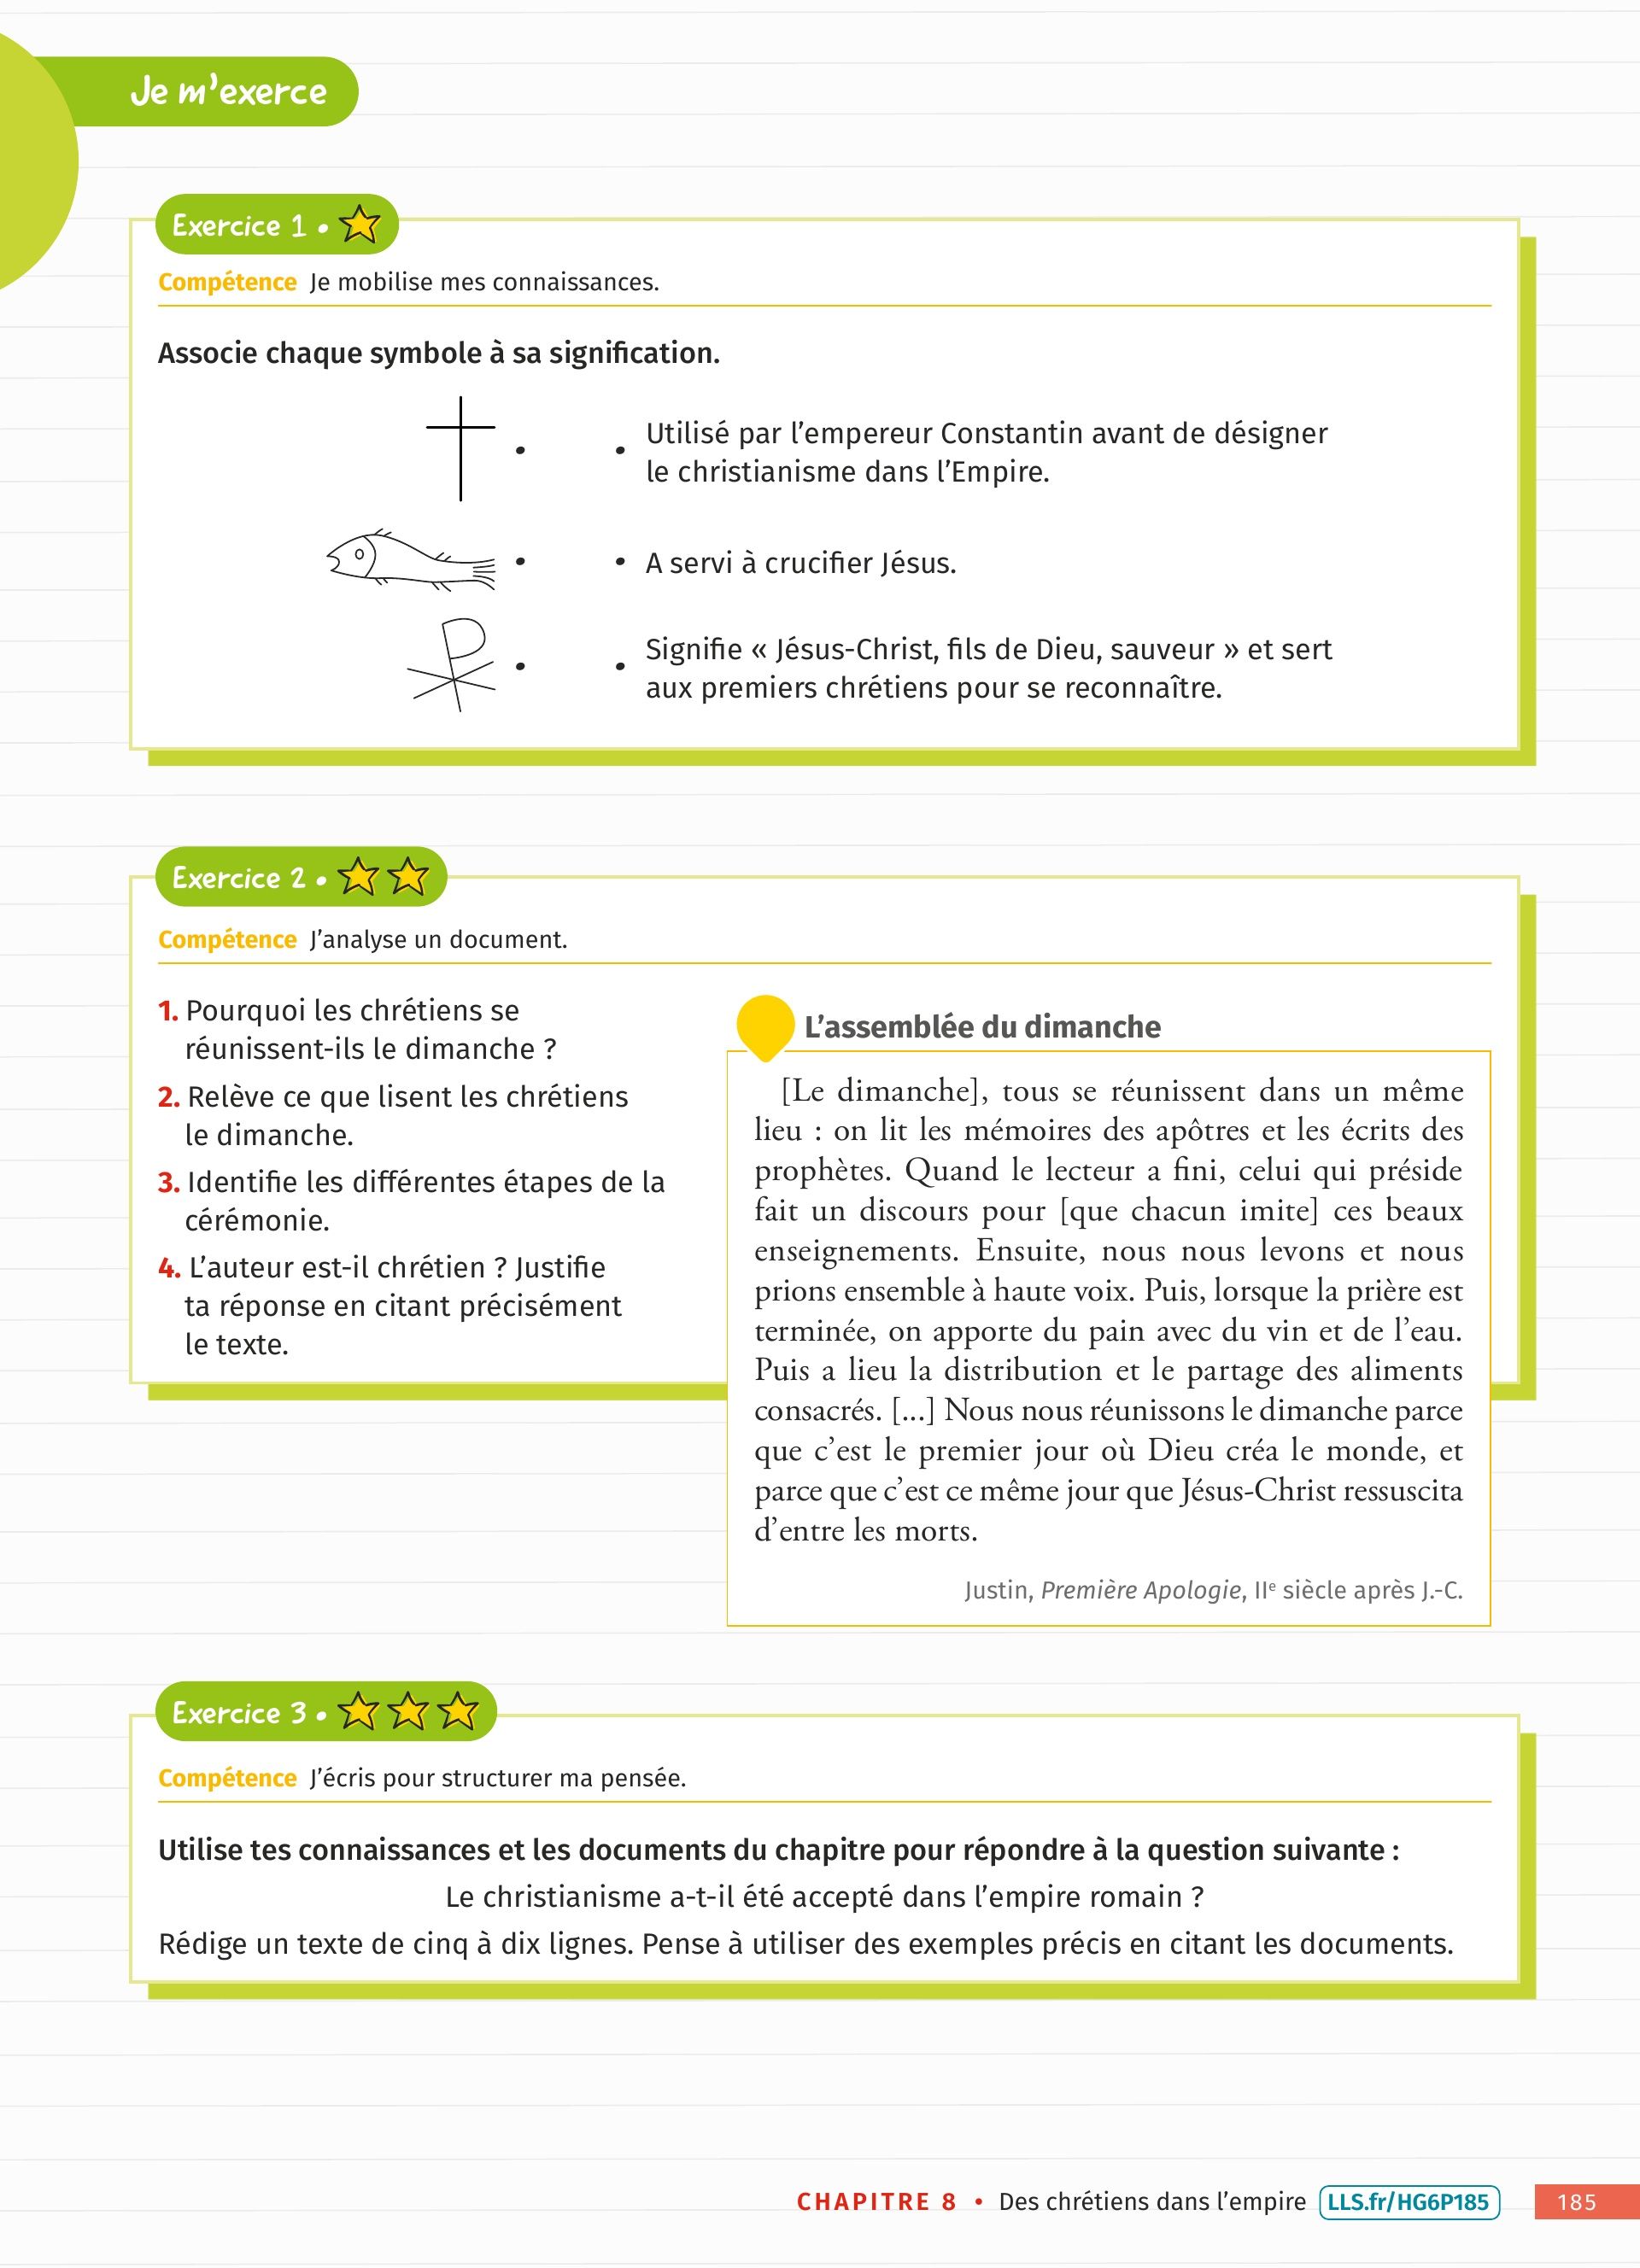 Je m'exerce
Exercice 1 •
Compétence Je mobilise mes connaissances.
Associe chaque symbole à sa signification.
• Utilisé par l'empereur Constantin avant de désigner
le christianisme dans l'Empire.
• A servi à crucifier Jésus.
• Signifie « Jésus-Christ, fils de Dieu, sauveur » et sert
aux premiers chrétiens pour se reconnaître.
Exercice 2 •
Compétence J'analyse un document.
1. Pourquoi les chrétiens se
réunissent-ils le dimanche ?
2. Relève ce que lisent les chrétiens
le dimanche.
3. Identifie les différentes étapes de la
cérémonie.
4. L'auteur est-il chrétien ? Justifie
ta réponse en citant précisément
le texte.
L'assemblée du dimanche
[Le dimanche], tous se réunissent dans un même
lieu : on lit les mémoires des apôtres et les écrits des
prophètes. Quand le lecteur a fini, celui qui préside
fait un discours pour [que chacun imite] ces beaux
enseignements. Ensuite, nous nous levons et nous
prions ensemble à haute voix. Puis, lorsque la prière est
terminée, on apporte du pain avec du vin et de l'eau.
Puis a lieu la distribution et le partage des aliments
consacrés. [...] Nous nous réunissons le dimanche parce
que c'est le premier jour où Dieu créa le monde, et
parce que c'est ce même jour que Jésus-Christ ressuscita
d'entre les morts.
Justin, Première Apologie, IIe siècle après J.-C.
Exercice 3 •
Compétence J'écris pour structurer ma pensée.
Utilise tes connaissances et les documents du chapitre pour répondre à la question suivante :
Le christianisme a-t-il été accepté dans l'empire romain ?
Rédige un texte de cinq à dix lignes. Pense à utiliser des exemples précis en citant les documents.
CHAPITRE 8 • Des chrétiens dans l'empire LLS.fr/HG6P185 185